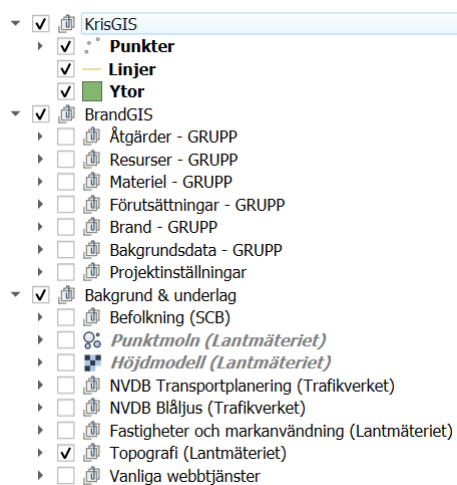 KrisGIS
Punkter
Linjer
Ytor
BrandGIS
Åtgärder - GRUPP
Resurser - GRUPP
Materiel - GRUPP
Förutsättningar - GRUPP
Brand - GRUPP
Bakgrundsdata - GRUPP
Projektinställningar
Bakgrund & underlag
Befolkning (SCB)
Punktmoln (Lantmäteriet)
Höjdmodell (Lantmäteriet)
NVDB Transportplanering (Trafikverket)
NVDB Blåljus (Trafikverket)
Fastigheter och markanvändning (Lantmäteriet)
Topografi (Lantmäteriet)
Vanliga webbtjänster